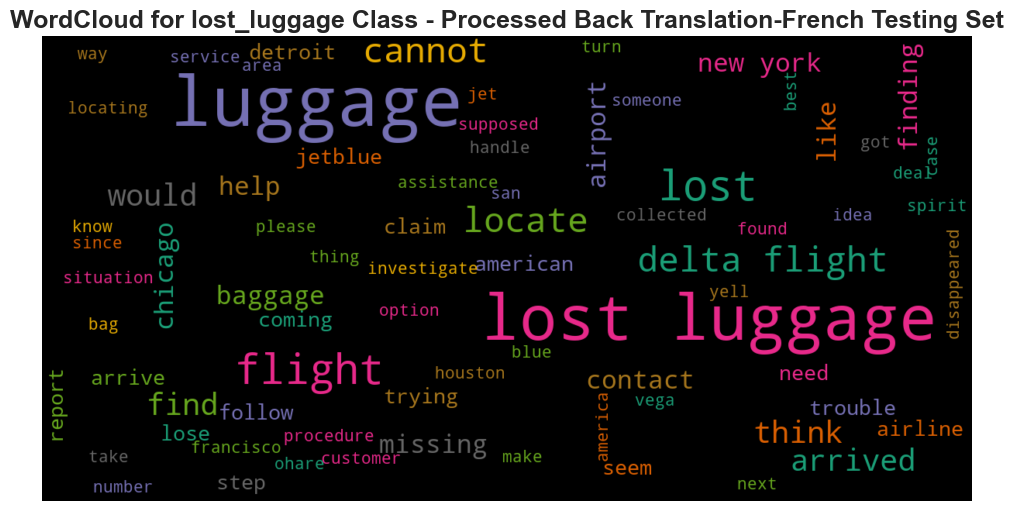 WordCloud for lost_luggage Class - Processed Back Translation-French Testing Set
way
service
area
detroit
cannot
turn
new york
finding
luggage
locating
jet
supposed
handle
jetblue
airport
someone
best
like
got
case
deal
would
help
assistance
san
lost
collected
idea
spirit
know
since
chicago
please
claim
locate
found
thing
investigate
american
delta flight
disappeared
situation
baggage
option
yell
bag
coming
lost luggage
blue
flight
houston
contact
need
report
arrive
find
follow
trying
vega
trouble
lose
francisco
procedure
missing
america
think
airline
take
ohare
customer
make
seem
arrived
number
step
next